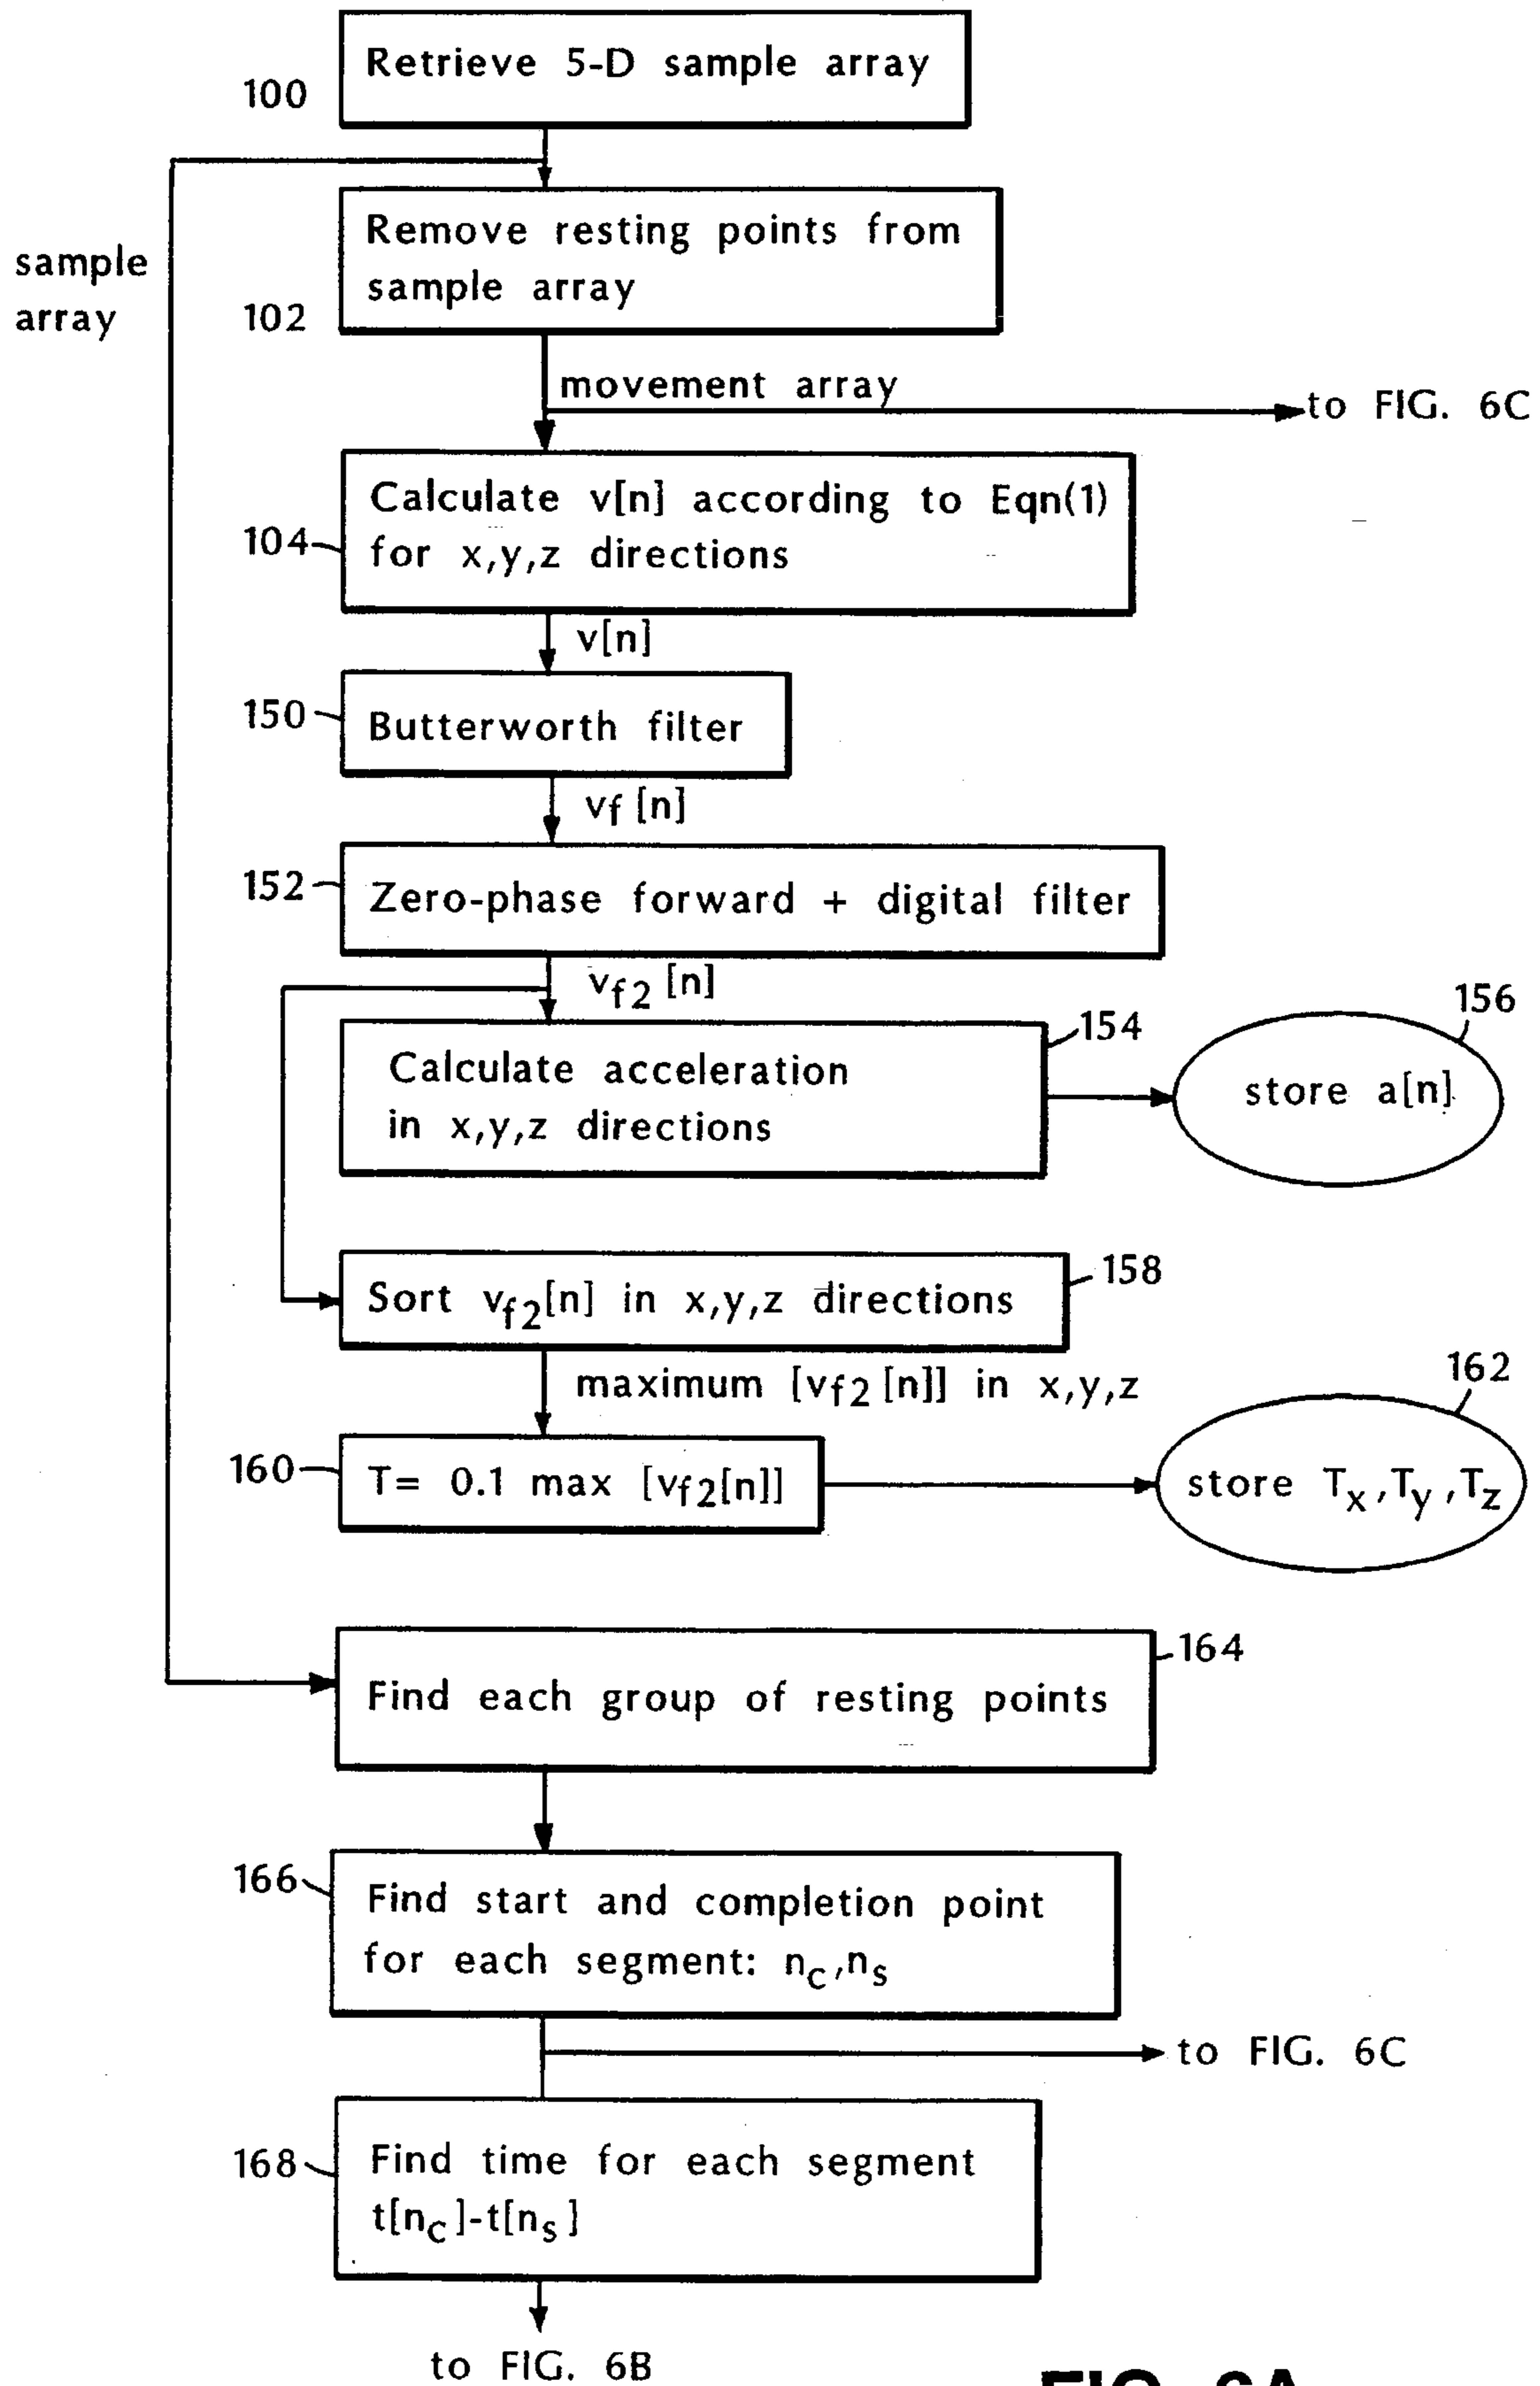 Retrieve 5-D sample array
100
sample
array
Remove resting points from
sample array
102
movement array
to FIG. 6C
Calculate v[n] according to Eqn(1)
for x,y,z directions
104
v[n]
150
Butterworth filter
vf [n]
152
Zero-phase forward + digital filter
vf2 [n]
154
156
Calculate acceleration
in x,y,z directions
store a[n]
158
Sort vf2[n] in x,y,z directions
maximum [vf2 [n]] in x,y,z
162
160
T= 0.1 max [vf2[n]]
store Tx,Ty,Tz
164
Find each group of resting points
166
Find start and completion point
for each segment: nc,ns
to FIG. 6C
168
Find time for each segment
t[nc]-t[ns]
to FIG. 6B
FIG. 6A